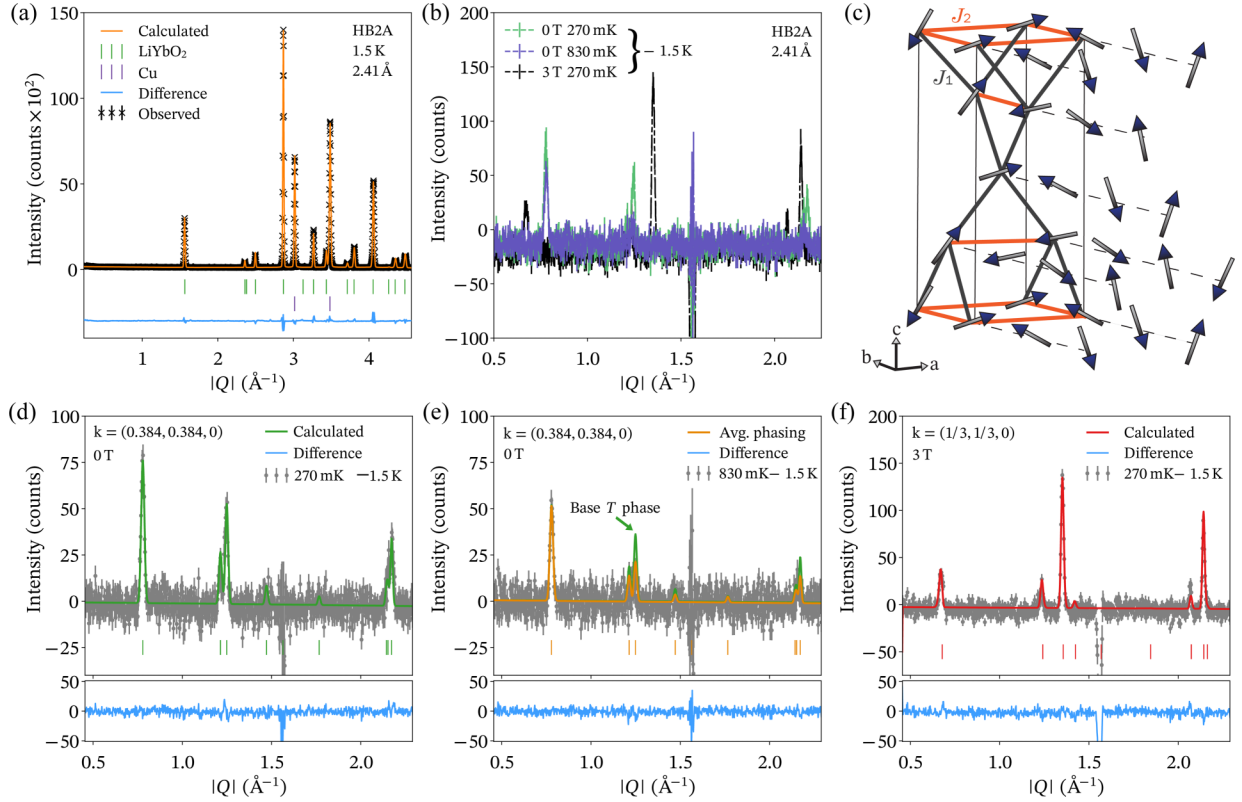 (a)
150
100
50
0
Intensity (counts×10²)
Calculated
LiYbO₂
Cu
Difference
Observed
HB2A
1.5 K
2.41 Å
1 2 3 4
|Q| (Å⁻¹)
(b)
200
150
100
50
0
−50
−100
Intensity (counts)
0 T 270 mK
0 T 830 mK
3 T 270 mK
− 1.5 K
HB2A
2.41 Å
0.5 1.0 1.5 2.0
|Q| (Å⁻¹)
(c)
J₂
J₁
c
b
a
(d)
100
75
50
25
0
−25
50
0
−50
Intensity (counts)
k = (0.384, 0.384, 0)
0 T
Calculated
Difference
270 mK −1.5 K
0.5 1.0 1.5 2.0
|Q| (Å⁻¹)
(e)
100
75
50
25
0
−25
50
0
−50
Intensity (counts)
k = (0.384, 0.384, 0)
0 T
Avg. phasing
Difference
830 mK− 1.5 K
Base T phase
0.5 1.0 1.5 2.0
|Q| (Å⁻¹)
(f)
200
150
100
50
0
−50
50
0
−50
Intensity (counts)
k = (1/3, 1/3, 0)
3 T
Calculated
Difference
270 mK− 1.5 K
0.5 1.0 1.5 2.0
|Q| (Å⁻¹)